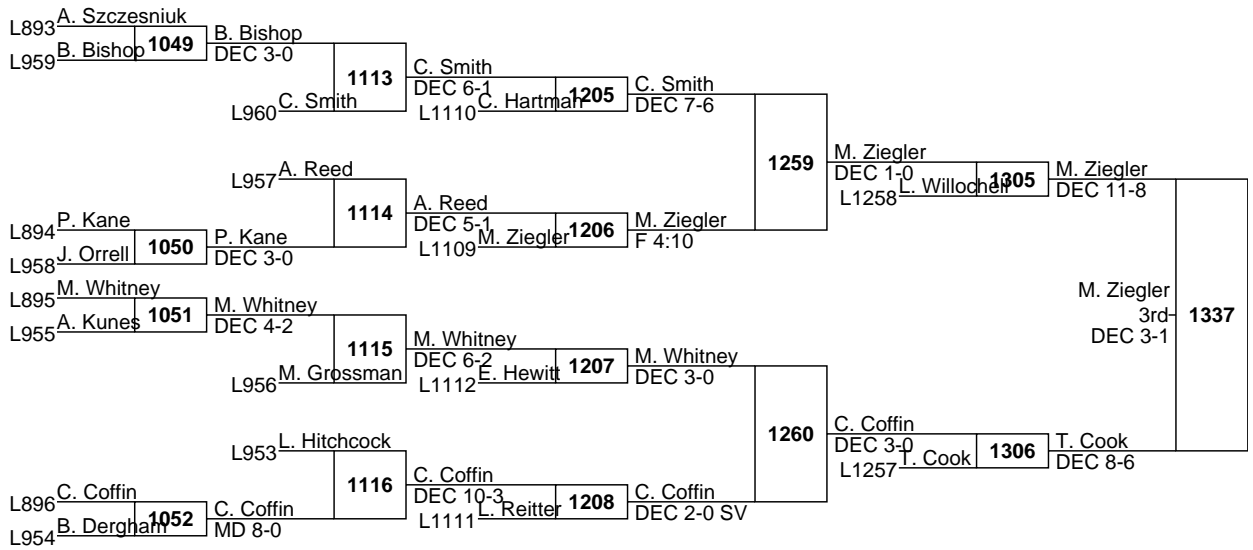 L893 A. Szczesniuk
L959 B. Bishop
1049
B. Bishop
DEC 3-0
L960 C. Smith
1113
C. Smith
DEC 6-1
L1110 C. Hartman
1205
C. Smith
DEC 7-6
L957 A. Reed
1114
L894 P. Kane
L958 J. Orrell
1050
P. Kane
DEC 3-0
A. Reed
DEC 5-1
L1109 M. Ziegler
1206
M. Ziegler
F 4:10
1259
M. Ziegler
DEC 1-0
L1258 L. Willochell
1305
M. Ziegler
DEC 11-8
L895 M. Whitney
L955 A. Kunes
1051
M. Whitney
DEC 4-2
L956 M. Grossman
1115
M. Whitney
DEC 6-2
L1112 E. Hewitt
1207
M. Whitney
DEC 3-0
L953 L. Hitchcock
1116
L896 C. Coffin
L954 B. Dergham
1052
C. Coffin
MD 8-0
C. Coffin
DEC 10-3
L1111 L. Reitter
1208
C. Coffin
DEC 2-0 SV
1260
C. Coffin
DEC 3-0
L1257 T. Cook
1306
T. Cook
DEC 8-6
M. Ziegler
3rd
DEC 3-1
1337